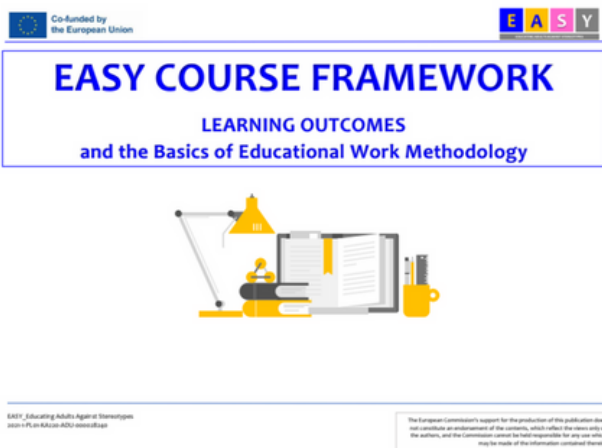 Co-funded by
the European Union
E A S Y
EASY COURSE FRAMEWORK
LEARNING OUTCOMES
and the Basics of Educational Work Methodology
EASY_Educating Adults Against Stereotypes
The European Commission's support for the production of this publication does
not constitute an endorsement of the contents, which reflect the views only
the authors, and the Commission cannot be held responsible for any use
may be made of the information contained